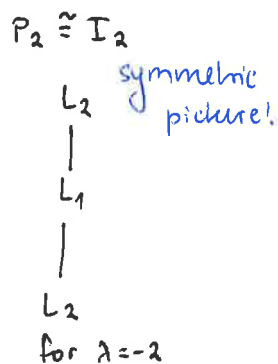 P₂ ≅ I₂
symmetric
picture!
L₂
L₁
L₂
for λ=-2